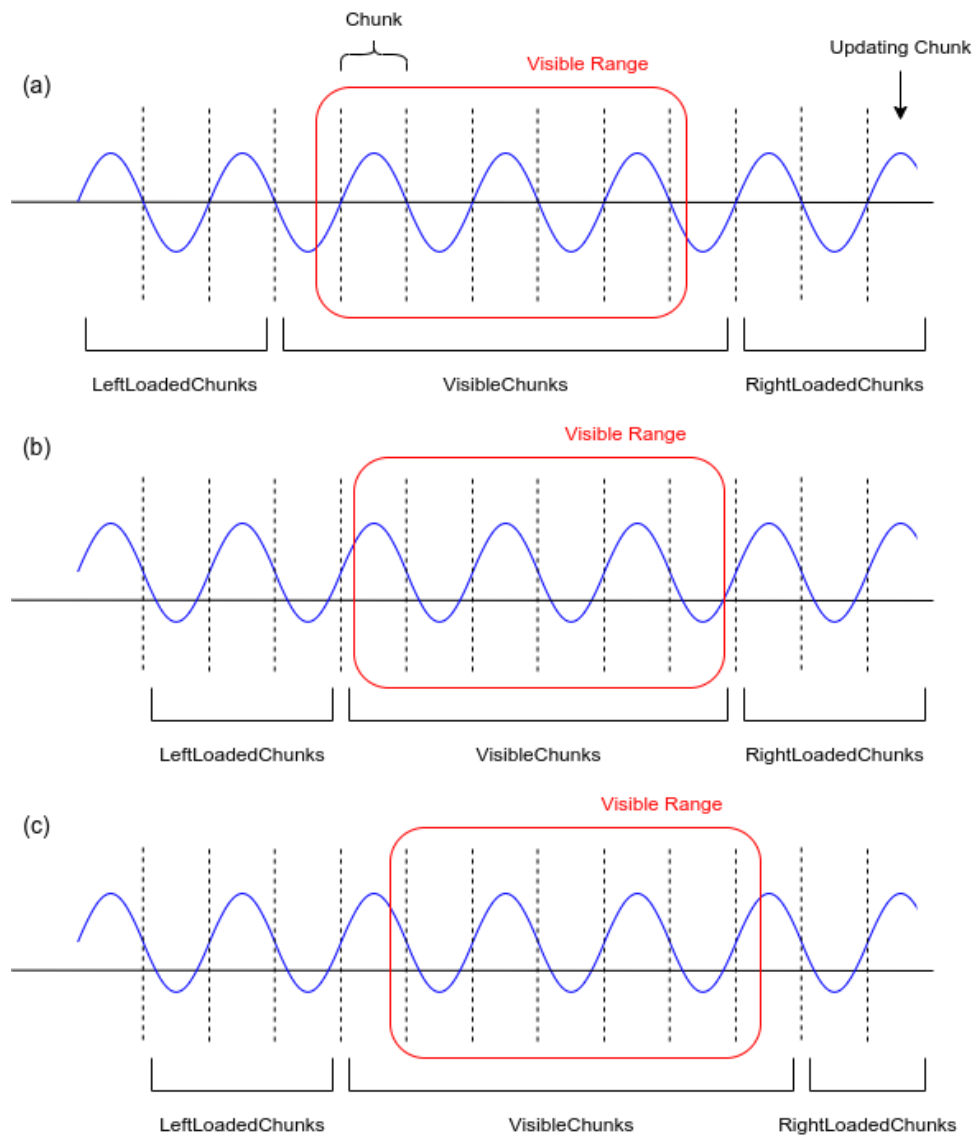 Chunk
Visible Range
Updating Chunk
(a)
LeftLoadedChunks
VisibleChunks
RightLoadedChunks
Visible Range
(b)
LeftLoadedChunks
VisibleChunks
RightLoadedChunks
Visible Range
(c)
LeftLoadedChunks
VisibleChunks
RightLoadedChunks